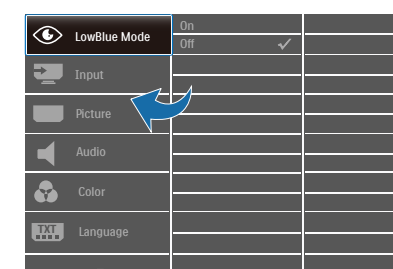 LowBlue Mode
On
Off
Input
Picture
Audio
Color
TXT
Language